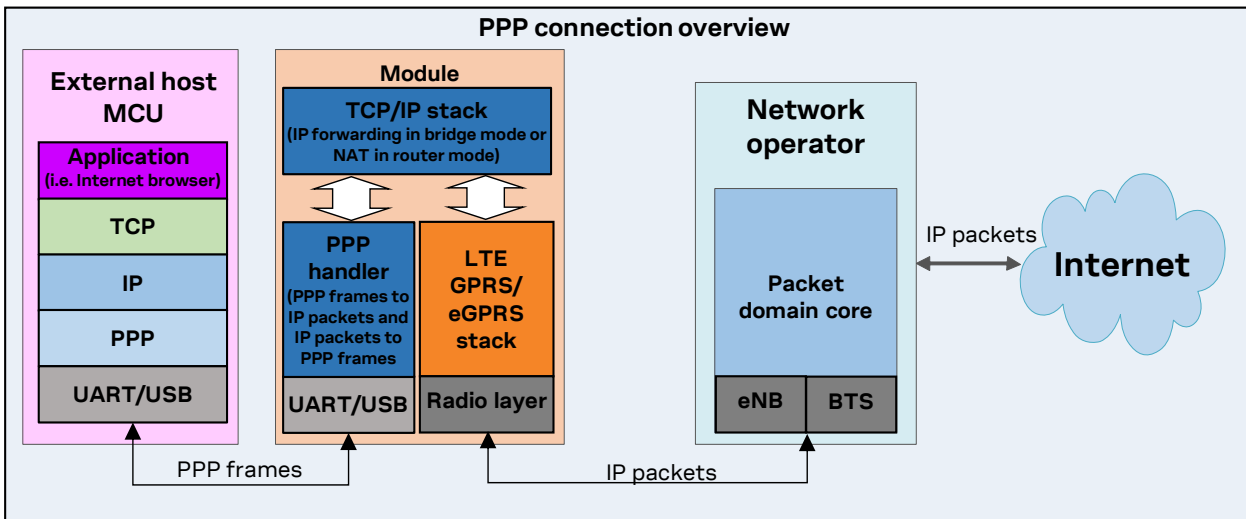 PPP connection overview
External host
MCU
Application
(i.e. Internet browser)
TCP
IP
PPP
UART/USB
Module
TCP/IP stack
(IP forwarding in bridge mode or
NAT in router mode)
PPP
handler
(PPP frames to
IP packets and
IP packets to
PPP frames
UART/USB
LTE
GPRS/
eGPRS
stack
Radio layer
Network
operator
Packet
domain core
eNB
BTS
IP packets
Internet
PPP frames
IP packets